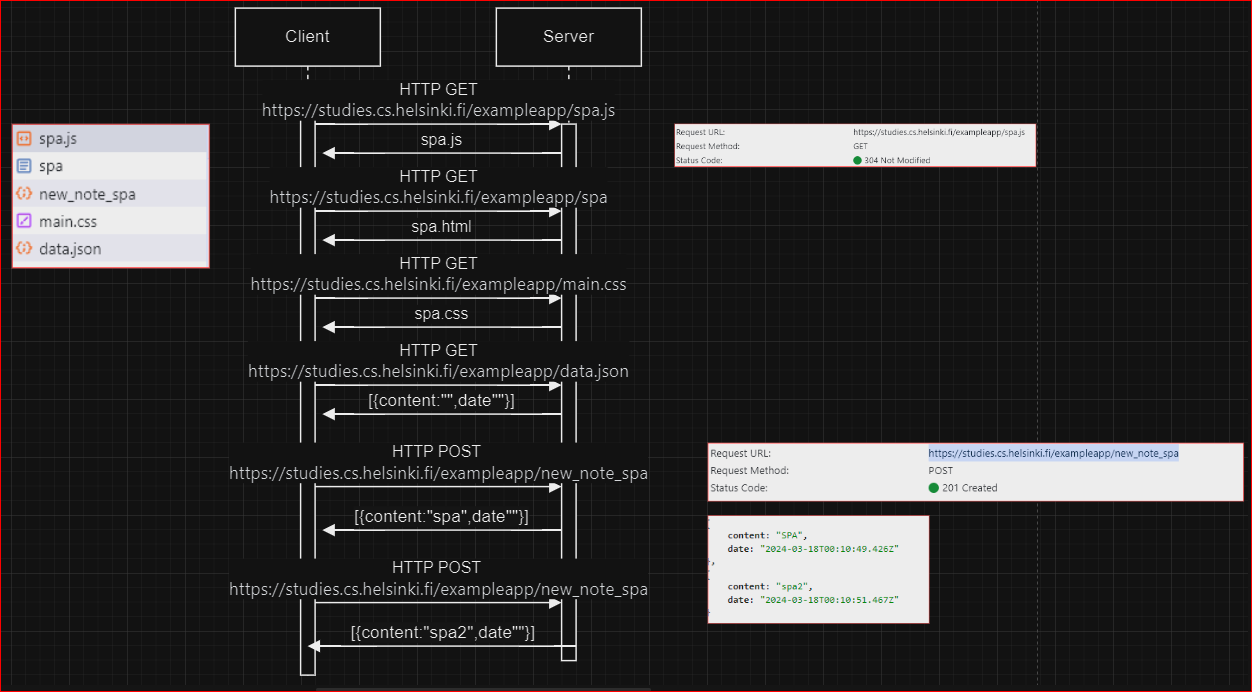 Client
Server
HTTP GET
https://studies.cs.helsinki.fi/exampleapp/spa.js
spa.js
HTTP GET
https://studies.cs.helsinki.fi/exampleapp/spa
spa.html
HTTP GET
https://studies.cs.helsinki.fi/exampleapp/main.css
spa.css
HTTP GET
https://studies.cs.helsinki.fi/exampleapp/data.json
[{content:"",date""}]
HTTP POST
https://studies.cs.helsinki.fi/exampleapp/new_note_spa
[{content:"spa",date""}]
HTTP POST
https://studies.cs.helsinki.fi/exampleapp/new_note_spa
[{content:"spa2",date""}]
spa.js
spa
new_note_spa
main.css
data.json
Request URL: https://studies.cs.helsinki.fi/exampleapp/spa.js
Request Method: GET
Status Code: 304 Not Modified
Request URL: https://studies.cs.helsinki.fi/exampleapp/new_note_spa
Request Method: POST
Status Code: 201 Created
content: "SPA",
date: "2024-03-18T00:10:49.426Z"
content: "spa2",
date: "2024-03-18T00:10:51.467Z"